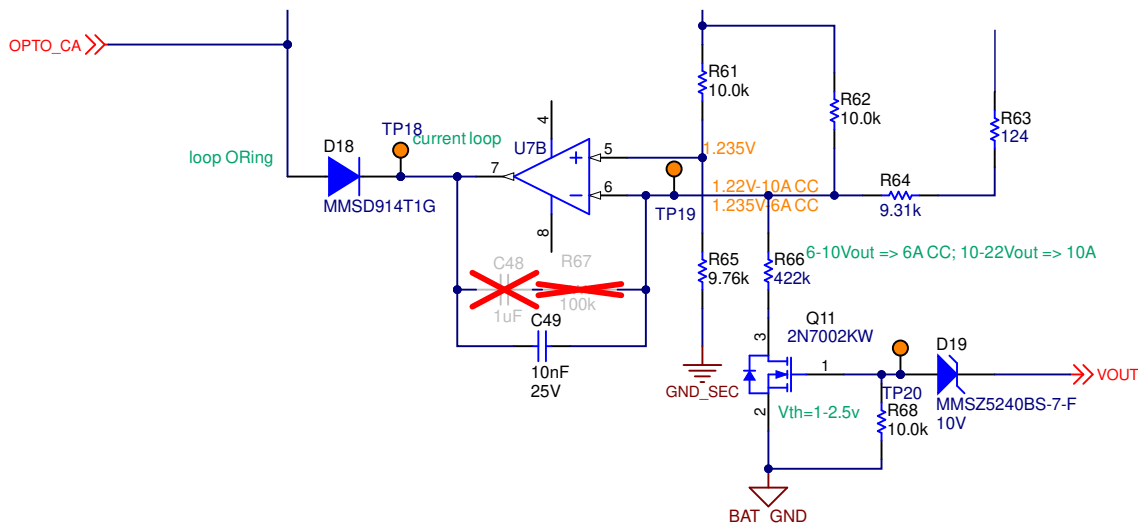 OPTO_CA
R61
10.0k
R62
10.0k
R63
124
TP18
current loop
U7B
4
D18
loop ORing
7
5
1.235V
6
1.22V-10A CC
1.235V-6A CC
TP19
R64
9.31k
MMSD914T1G
8
C48
1uF
R67
100k
R65
9.76k
R66
422k
6-10Vout => 6A CC; 10-22Vout => 10A
C49
10nF
25V
Q11
2N7002KW
3
1
2
GND_SEC
Vth=1-2.5v
TP20
D19
VOUT
MMSZ5240BS-7-F
10V
R68
10.0k
BAT_GND